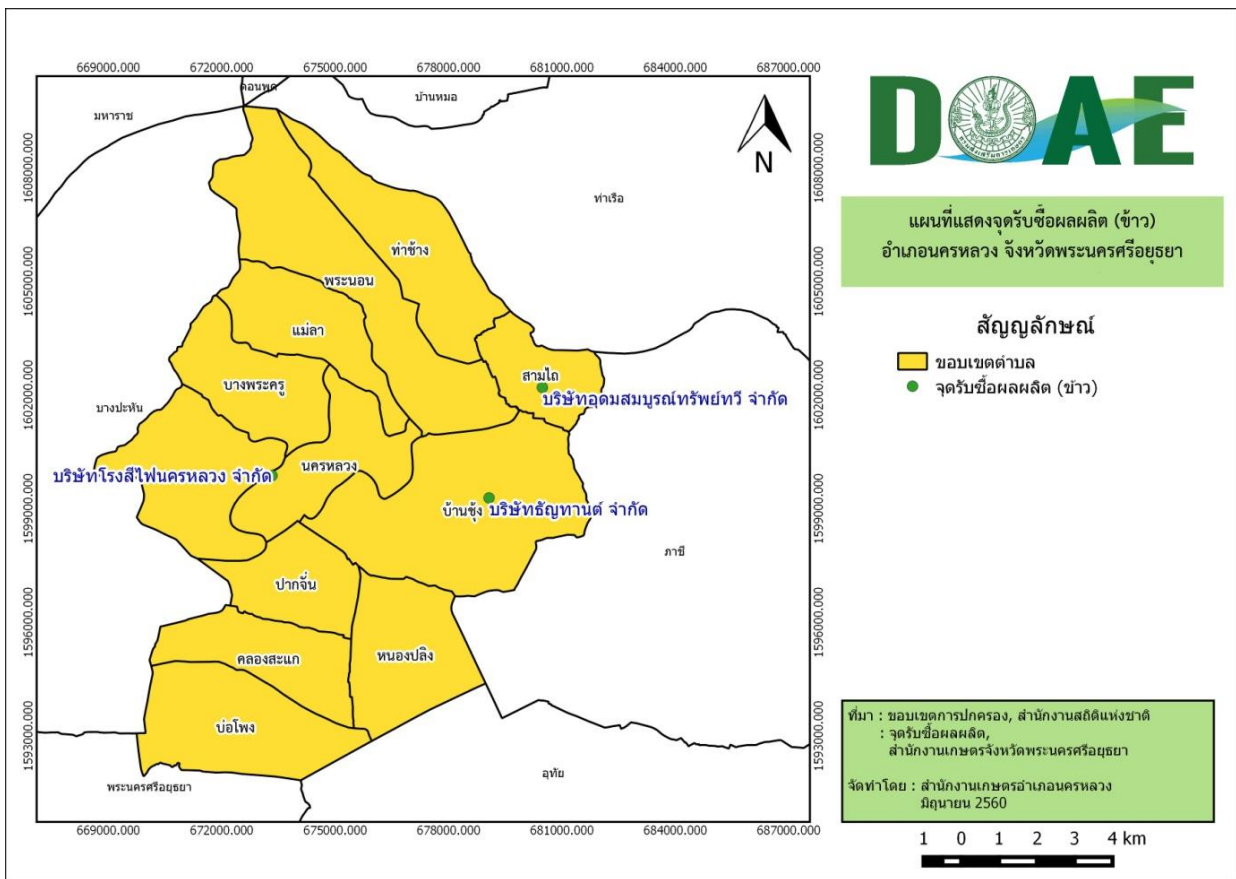 669000.000 672000.000 675000.000 678000.000 681000.000 684000.000 687000.000
1608000.000 1605000.000 1602000.000 1599000.000 1596000.000 1593000.000
ดอนพุด
บ้านหมอ
มหาราช
N
ท่าเรือ
ท่าช้าง
พระนอน
แม่ลา
สามไถ
บริษัทอุดมสมบูรณ์ทรัพย์ทวี จำกัด
บางพระครู
บางปะหัน
นครหลวง
บริษัทโรงสีไฟนครหลวง จำกัด
บ้านชุ้ง
บริษัทธัญทานต์ จำกัด
ภาชี
ปากจั่น
คลองสะแก
หนองปลิง
บ่อโพง
อุทัย
พระนครศรีอยุธยา
1608000.000 1605000.000 1602000.000 1599000.000 1596000.000 1593000.000
669000.000 672000.000 675000.000 678000.000 681000.000 684000.000 687000.000
DOAE
กรมส่งเสริมการเกษตร
แผนที่แสดงจุดรับซื้อผลผลิต (ข้าว)
อำเภอนครหลวง จังหวัดพระนครศรีอยุธยา
สัญญลักษณ์
ขอบเขตตำบล
จุดรับซื้อผลผลิต (ข้าว)
ที่มา : ขอบเขตการปกครอง, สำนักงานสถิติแห่งชาติ
: จุดรับซื้อผลผลิต,
สำนักงานเกษตรจังหวัดพระนครศรีอยุธยา
จัดทำโดย : สำนักงานเกษตรอำเภอนครหลวง
มิถุนายน 2560
1 0 1 2 3 4 km